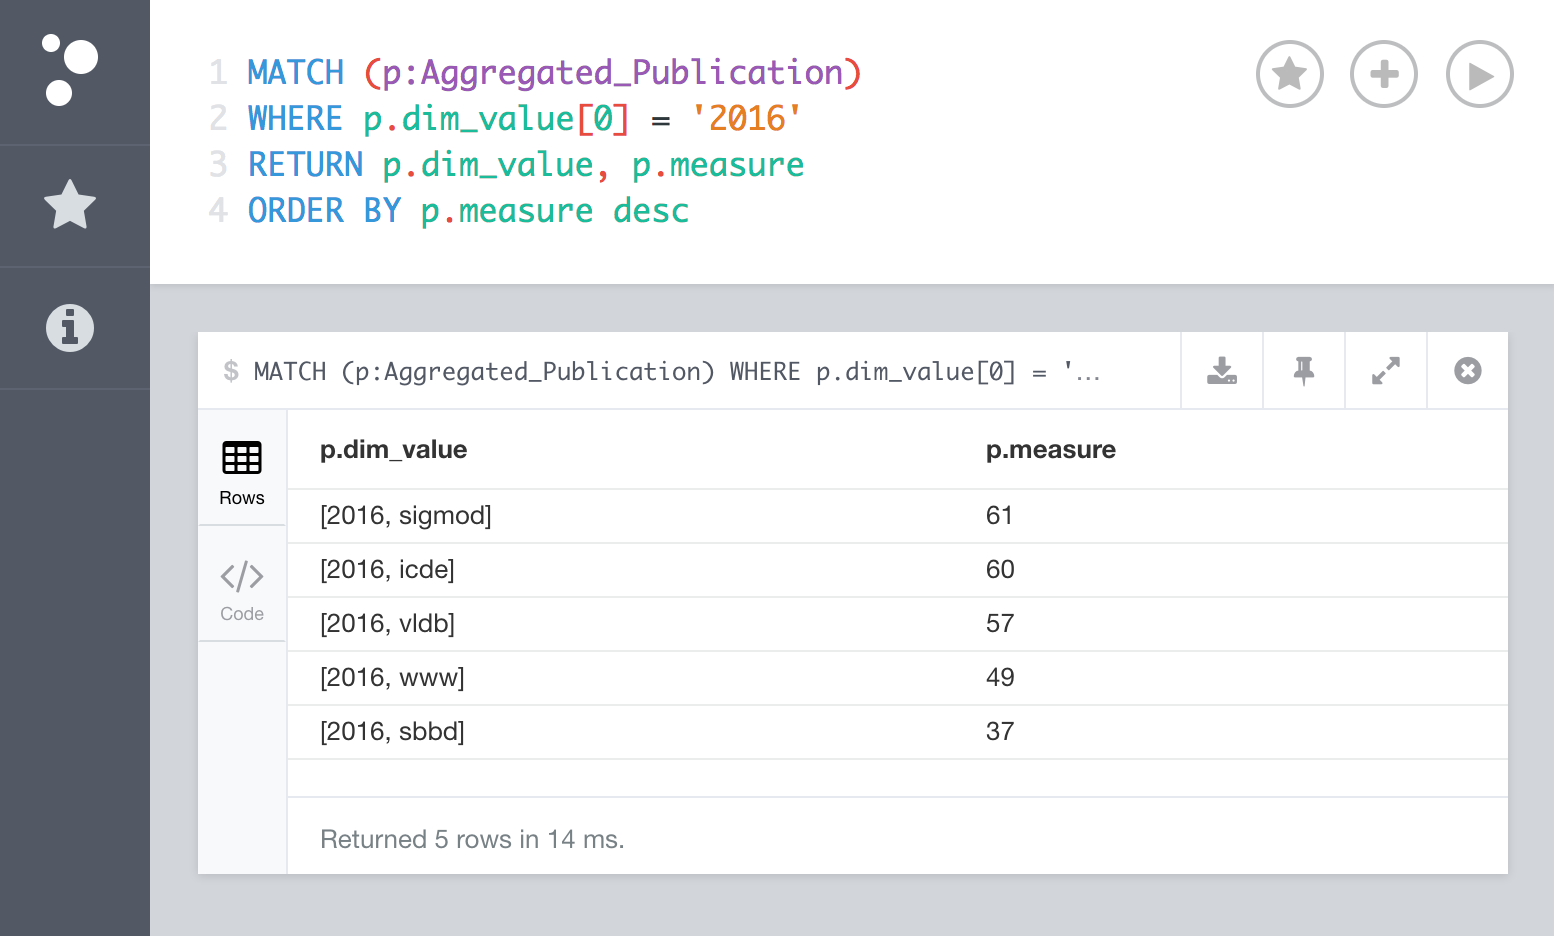 1 MATCH (p:Aggregated_Publication)
2 WHERE p.dim_value[0] = '2016'
3 RETURN p.dim_value, p.measure
4 ORDER BY p.measure desc
$ MATCH (p:Aggregated_Publication) WHERE p.dim_value[0] = '...
Rows
Code
p.dim_value p.measure
[2016, sigmod] 61
[2016, icde] 60
[2016, vldb] 57
[2016, www] 49
[2016, sbbd] 37
Returned 5 rows in 14 ms.